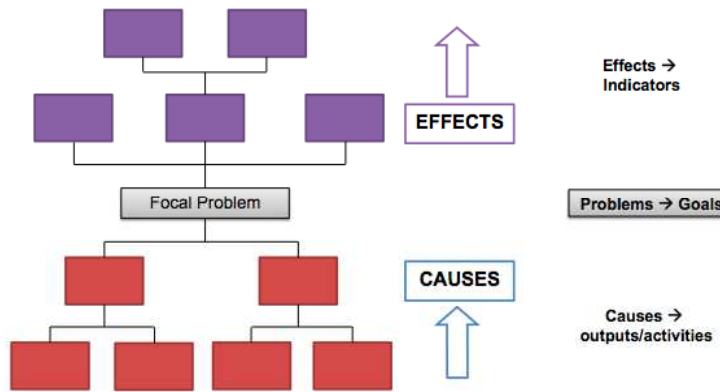 Effects →
Indicators
EFFECTS
Focal Problem
Problems → Goals
CAUSES
Causes →
outputs/activities